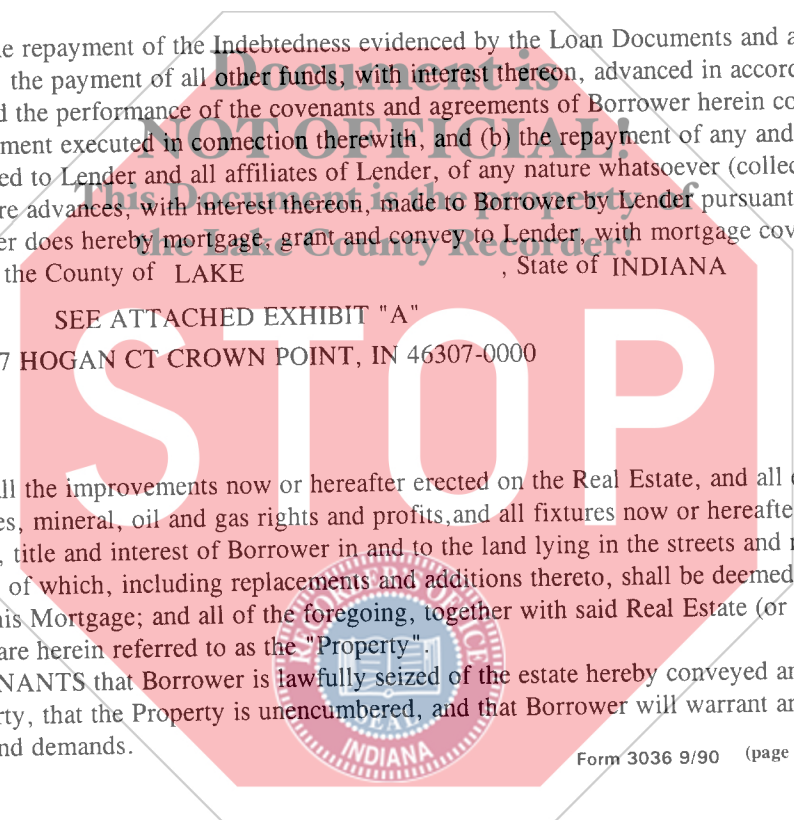 e repayment of the Indebtedness evidenced by the Loan Documents and a
the payment of all other funds, with interest thereon, advanced in accor
d the performance of the covenants and agreements of Borrower herein co
ment executed in connection therewith, and (b) the repayment of any and
ed to Lender and all affiliates of Lender, of any nature whatsoever (collec
re advances, with interest thereon, made to Borrower by Lender pursuant
er does hereby mortgage, grant and convey to Lender, with mortgage cov
the County of LAKE , State of INDIANA
SEE ATTACHED EXHIBIT "A"
7 HOGAN CT CROWN POINT, IN 46307-0000
ll the improvements now or hereafter erected on the Real Estate, and all
es, mineral, oil and gas rights and profits,and all fixtures now or hereafte
, title and interest of Borrower in and to the land lying in the streets and
of which, including replacements and additions thereto, shall be deemed
is Mortgage; and all of the foregoing, together with said Real Estate (or
are herein referred to as the "Property".
NANTS that Borrower is lawfully seized of the estate hereby conveyed an
rty, that the Property is unencumbered, and that Borrower will warrant an
nd demands.
Form 3036 9/90 (page
Document is
NOT OFFICIAL!
This Document is the property of
the Lake County Recorder!
STOP
RECORDER'S OFFICE
SEAL
INDIANA